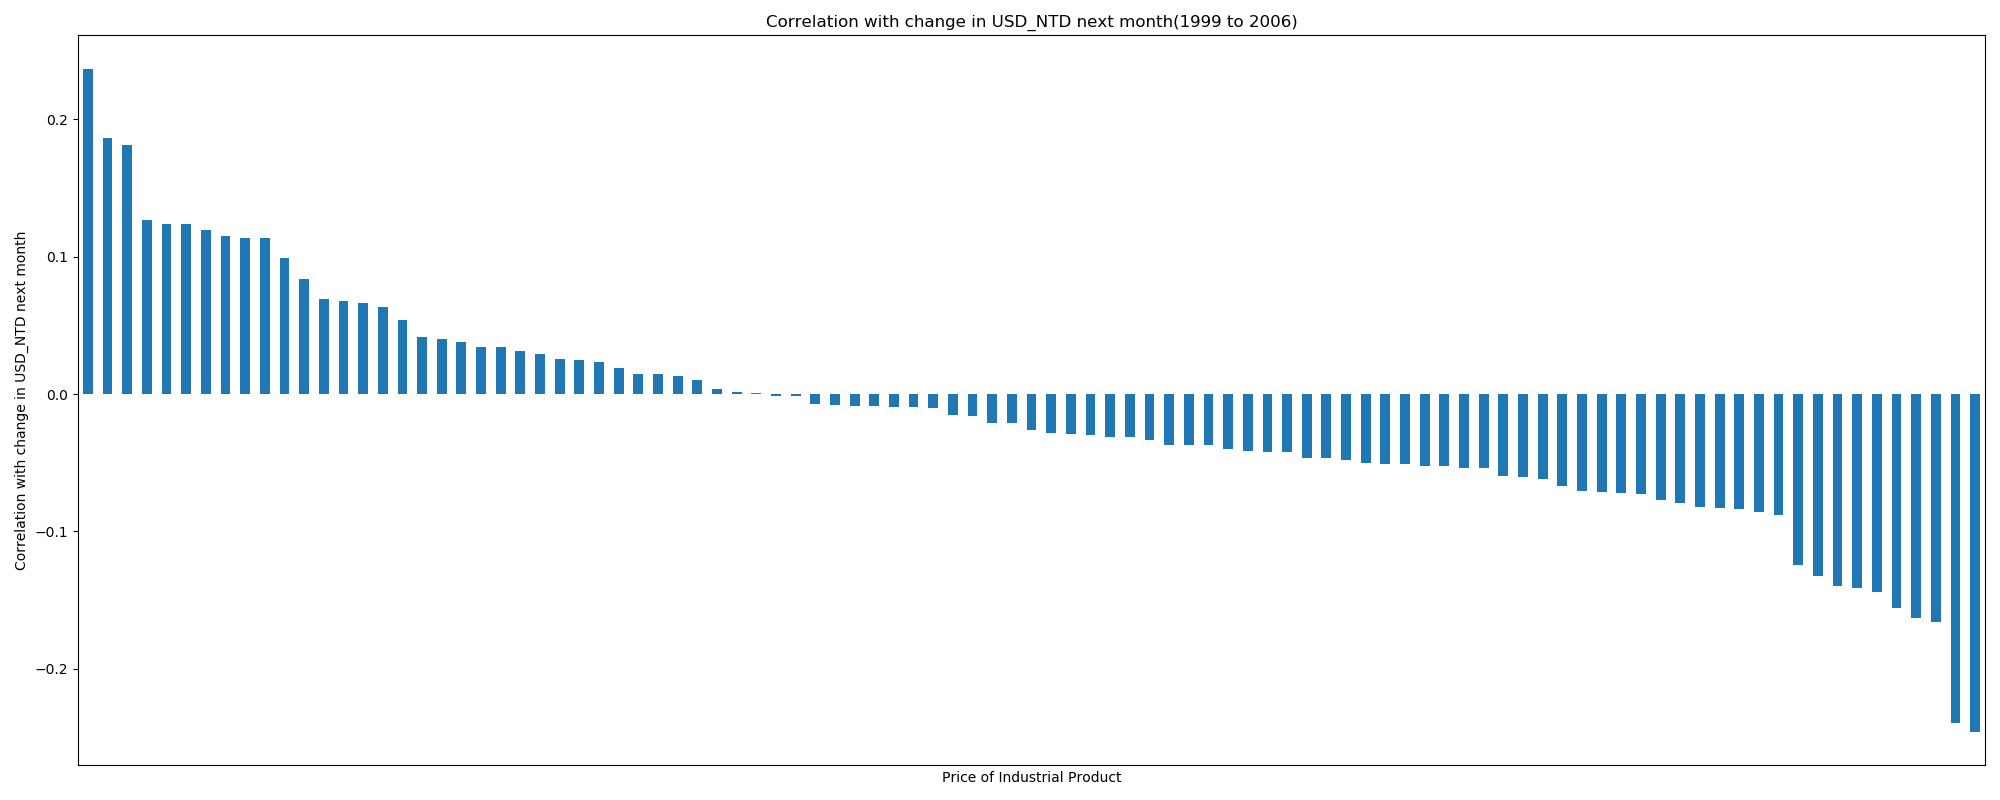 Correlation with change in USD_NTD next month(1999 to 2006)
Correlation with change in USD_NTD next month
0.2
0.1
0.0
−0.1
−0.2
Price of Industrial Product